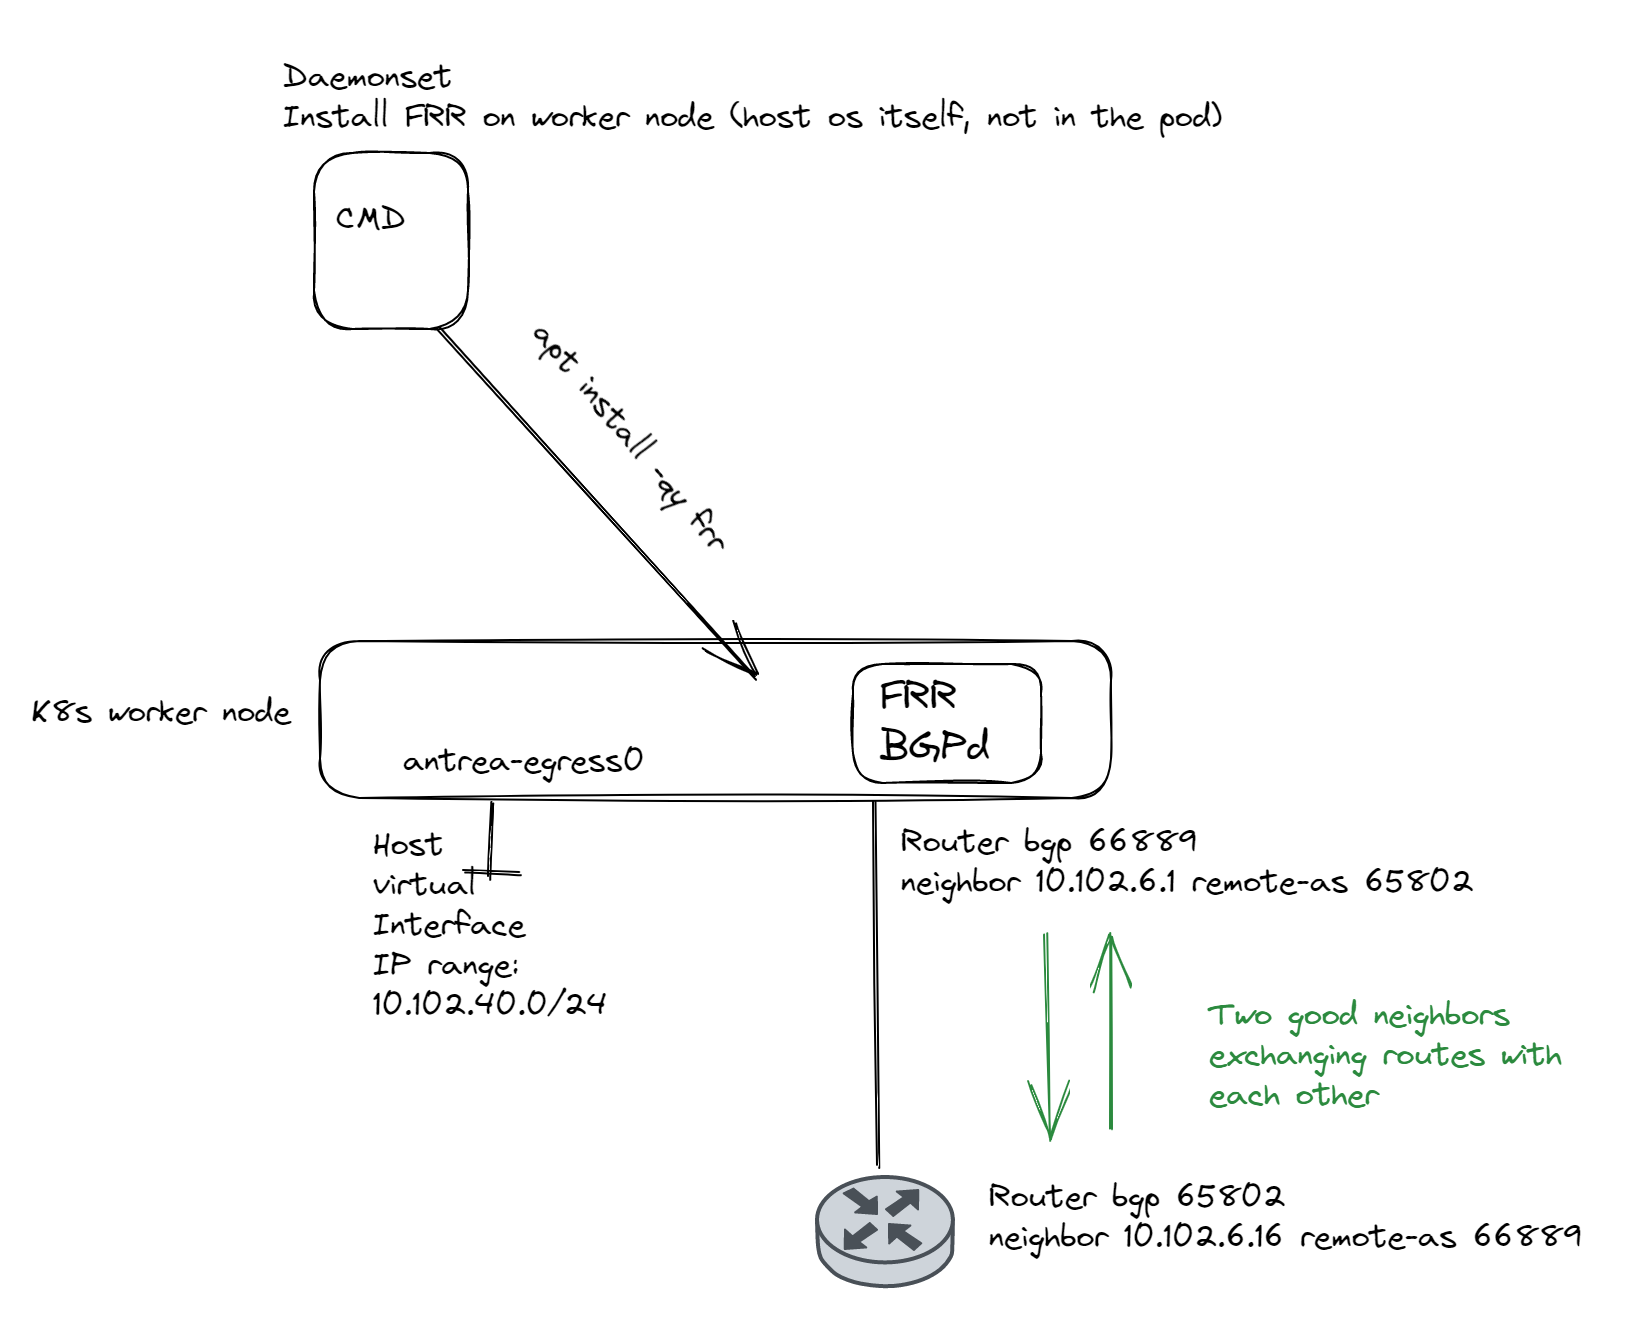 Daemonset
Install FRR on worker node (host os itself, not in the pod)
CMD
apt install -ay frr
K8s worker node
FRR
BGPd
antrea-egress0
Host
virtual
Interface
IP range:
10.102.40.0/24
Router bgp 66889
neighbor 10.102.6.1 remote-as 65802
Two good neighbors
exchanging routes with
each other
Router bgp 65802
neighbor 10.102.6.16 remote-as 66889